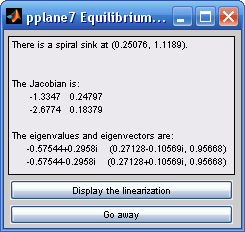 pplane7 Equilibrium...
There is a spiral sink at (0.25076, 1.1189).
The Jacobian is:
-1.3347 0.24797
-2.6774 0.18379
The eigenvalues and eigenvectors are:
-0.57544+0.2958i (0.27128-0.10569i, 0.95668)
-0.57544-0.2958i (0.27128+0.10569i, 0.95668)
Display the linearization
Go away